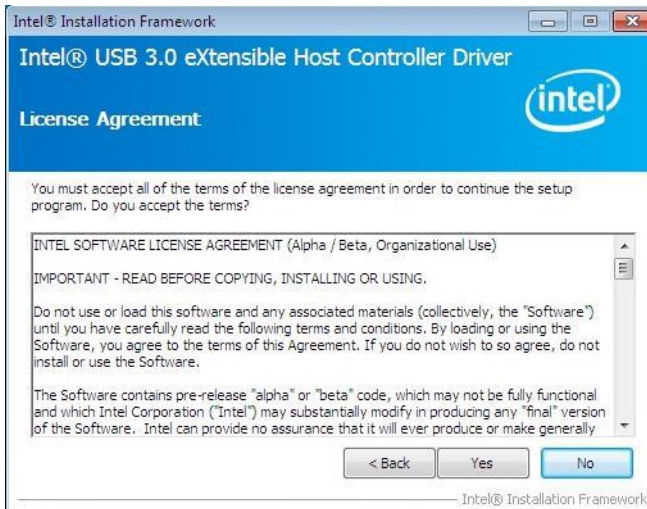 Intel® Installation Framework
Intel® USB 3.0 eXtensible Host Controller Driver
intel
License Agreement
You must accept all of the terms of the license agreement in order to continue the setup
program. Do you accept the terms?
INTEL SOFTWARE LICENSE AGREEMENT (Alpha / Beta, Organizational Use)
IMPORTANT - READ BEFORE COPYING, INSTALLING OR USING.
Do not use or load this software and any associated materials (collectively, the "Software")
until you have carefully read the following terms and conditions. By loading or using the
Software, you agree to the terms of this Agreement. If you do not wish to so agree, do not
install or use the Software.
The Software contains pre-release "alpha" or "beta" code, which may not be fully functional
and which Intel Corporation ("Intel") may substantially modify in producing any "final" version
of the Software.  Intel can provide no assurance that it will ever produce or make generally
< Back Yes No
Intel® Installation Framework